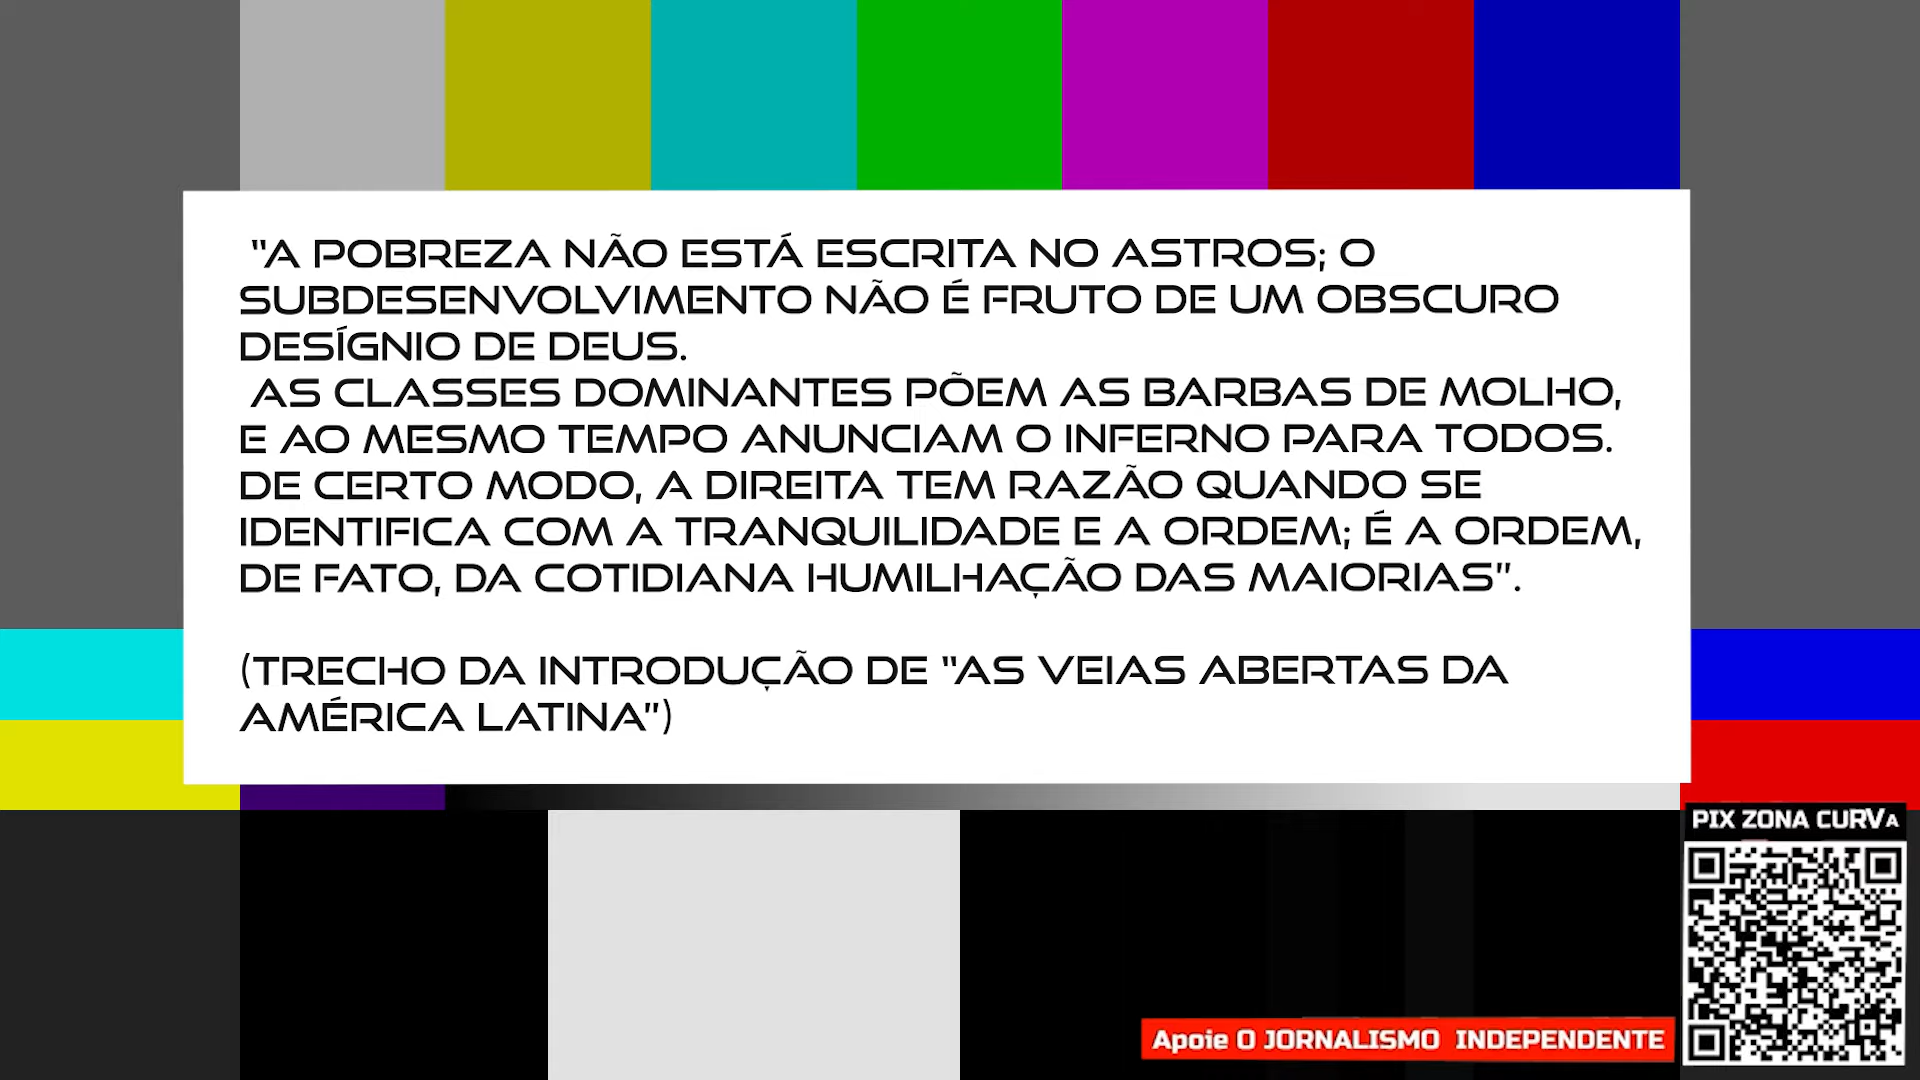 "A POBREZA NÃO ESTÁ ESCRITA NO ASTROS; O
SUBDESENVOLVIMENTO NÃO É FRUTO DE UM OBSCURO
DESÍGNIO DE DEUS.
AS CLASSES DOMINANTES PÕEM AS BARBAS DE MOLHO,
E AO MESMO TEMPO ANUNCIAM O INFERNO PARA TODOS.
DE CERTO MODO, A DIREITA TEM RAZÃO QUANDO SE
IDENTIFICA COM A TRANQUILIDADE E A ORDEM; É A ORDEM,
DE FATO, DA COTIDIANA HUMILHAÇÃO DAS MAIORIAS".
(TRECHO DA INTRODUÇÃO DE "AS VEIAS ABERTAS DA
AMÉRICA LATINA")
PIX ZONA CURVA
Apoie O JORNALISMO INDEPENDENTE